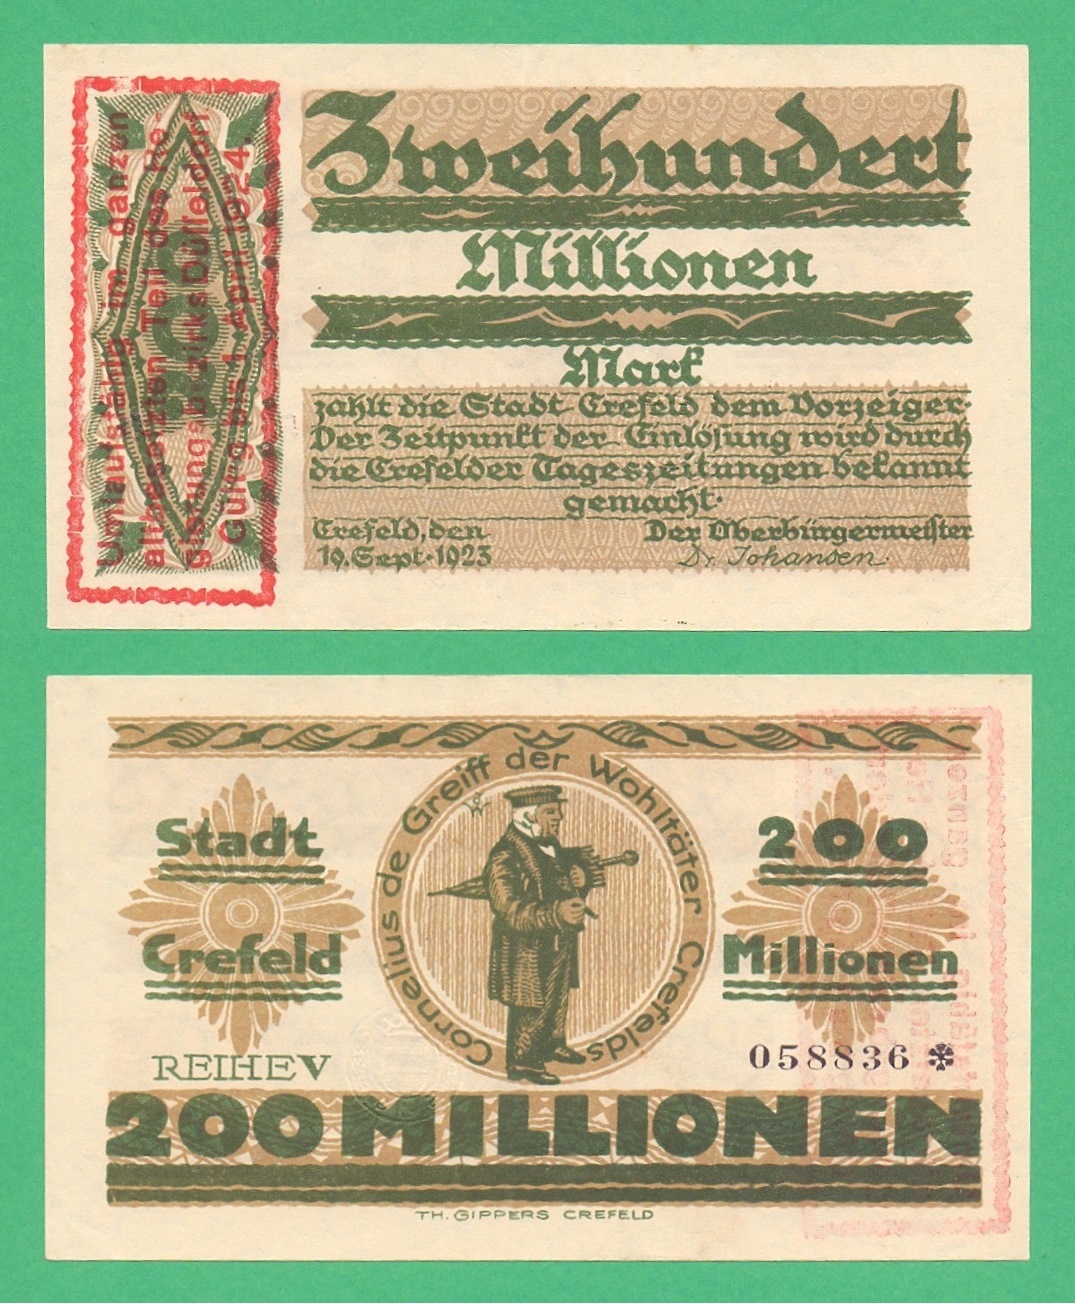 Zweihundert
Millionen
Mark
zahlt die Stadt Crefeld dem Vorzeiger.
Der Zeitpunkt der Einlösung wird durch
die Crefelder Tageszeitungen bekannt
gemacht.
Crefeld, den
19. Sept. 1923
Der Oberbürgermeister
Dr. Johansen.
Umlaufsfähig im ganzen
altbesetzten Teil des Re-
gierungsbezirks Düsseldorf
Gültig bis 1. April 1924.
Cornelius de Greiff der Wohltäter Crefelds
Stadt
Crefeld
200
Millionen
REIHE V
058836 *
200 MILLIONEN
TH. GIPPERS CREFELD